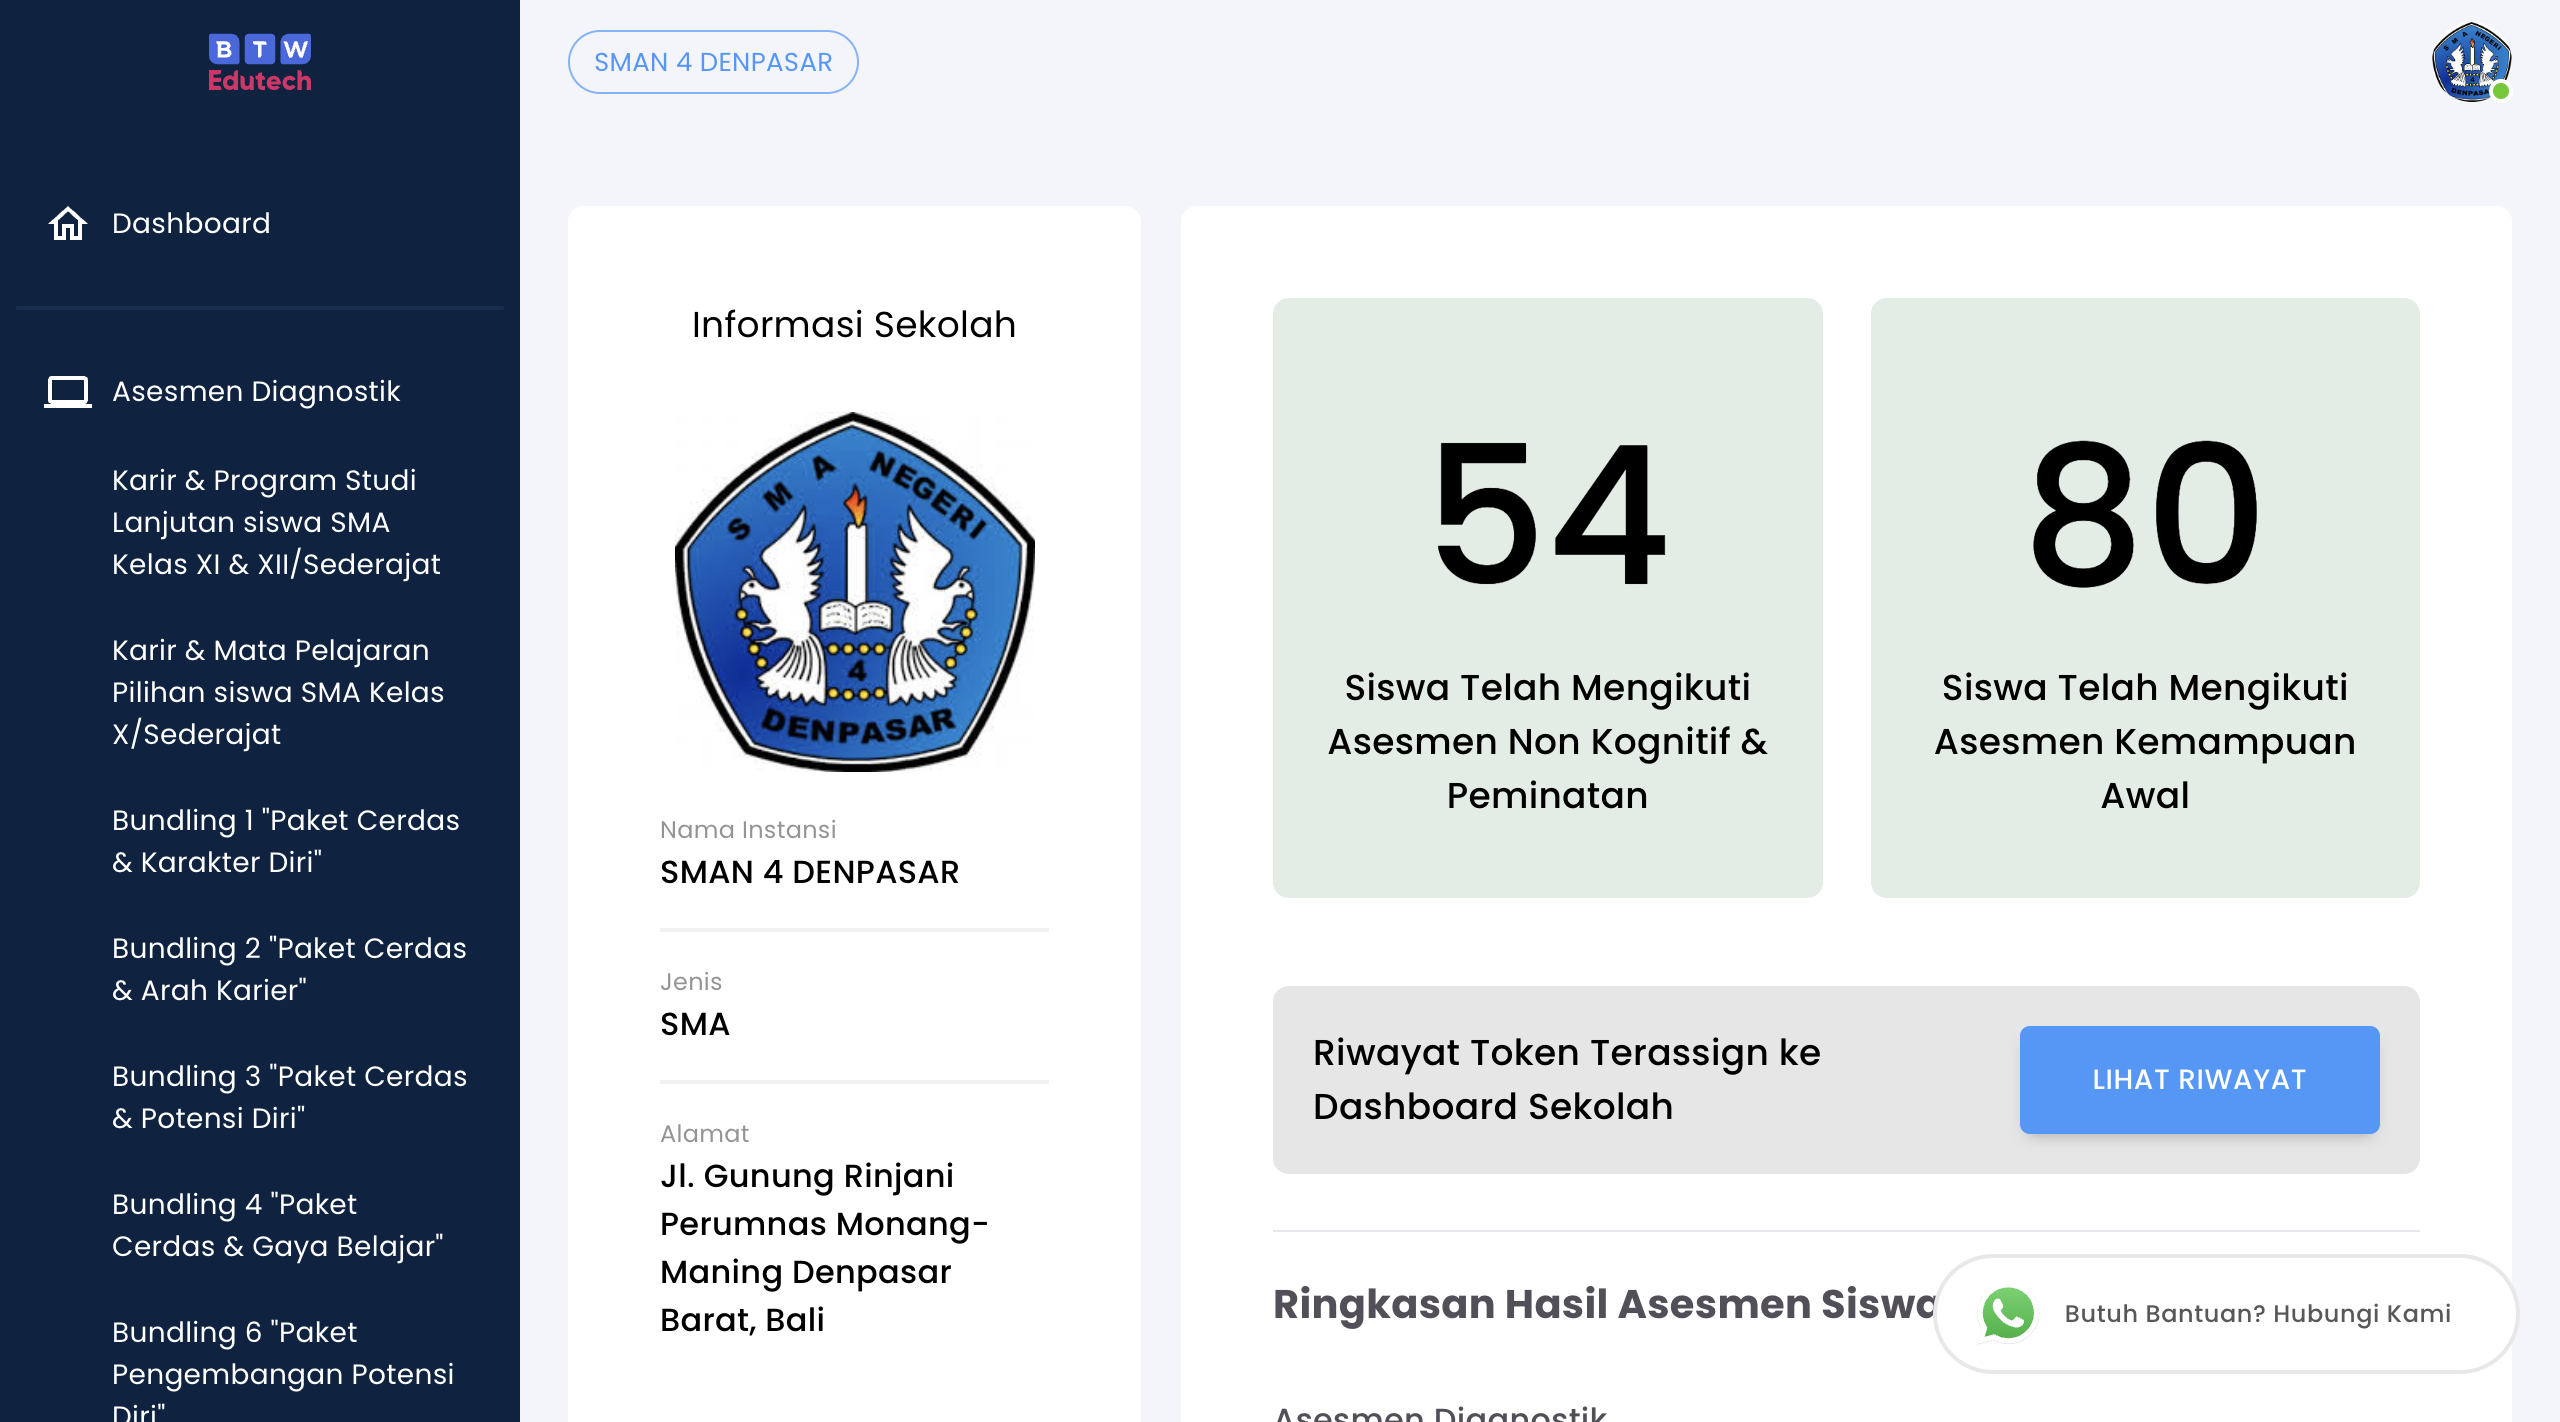 B T W
Edutech
Dashboard
Asesmen Diagnostik
Karir & Program Studi
Lanjutan siswa SMA
Kelas XI & XII/Sederajat
Karir & Mata Pelajaran
Pilihan siswa SMA Kelas
X/Sederajat
Bundling 1 "Paket Cerdas
& Karakter Diri"
Bundling 2 "Paket Cerdas
& Arah Karier"
Bundling 3 "Paket Cerdas
& Potensi Diri"
Bundling 4 "Paket
Cerdas & Gaya Belajar"
Bundling 6 "Paket
Pengembangan Potensi
Diri"
SMAN 4 DENPASAR
SMA NEGERI
4
DENPASAR
Informasi Sekolah
SMA NEGERI
4
DENPASAR
Nama Instansi
SMAN 4 DENPASAR
Jenis
SMA
Alamat
Jl. Gunung Rinjani
Perumnas Monang-
Maning Denpasar
Barat, Bali
54
Siswa Telah Mengikuti
Asesmen Non Kognitif &
Peminatan
80
Siswa Telah Mengikuti
Asesmen Kemampuan
Awal
Riwayat Token Terassign ke
Dashboard Sekolah
LIHAT RIWAYAT
Ringkasan Hasil Asesmen Siswa
Butuh Bantuan? Hubungi Kami
Asesmen Diagnostik